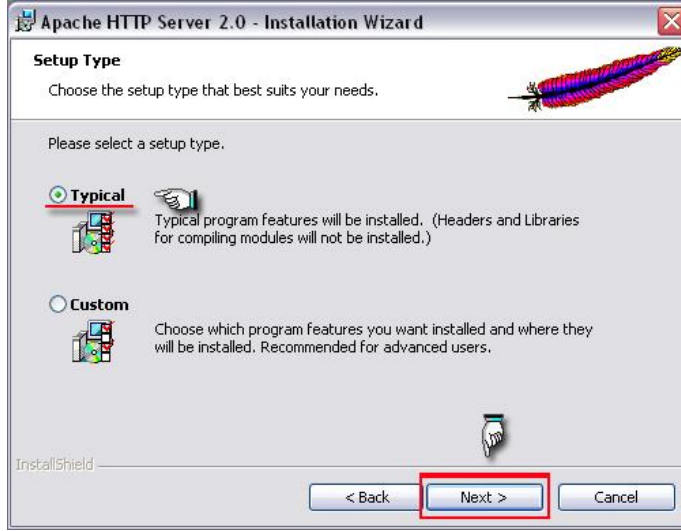 Apache HTTP Server 2.0 - Installation Wizard
Setup Type
Choose the setup type that best suits your needs.
Please select a setup type.
Typical
Typical program features will be installed. (Headers and Libraries
for compiling modules will not be installed.)
Custom
Choose which program features you want installed and where they
will be installed. Recommended for advanced users.
InstallShield
< Back
Next >
Cancel